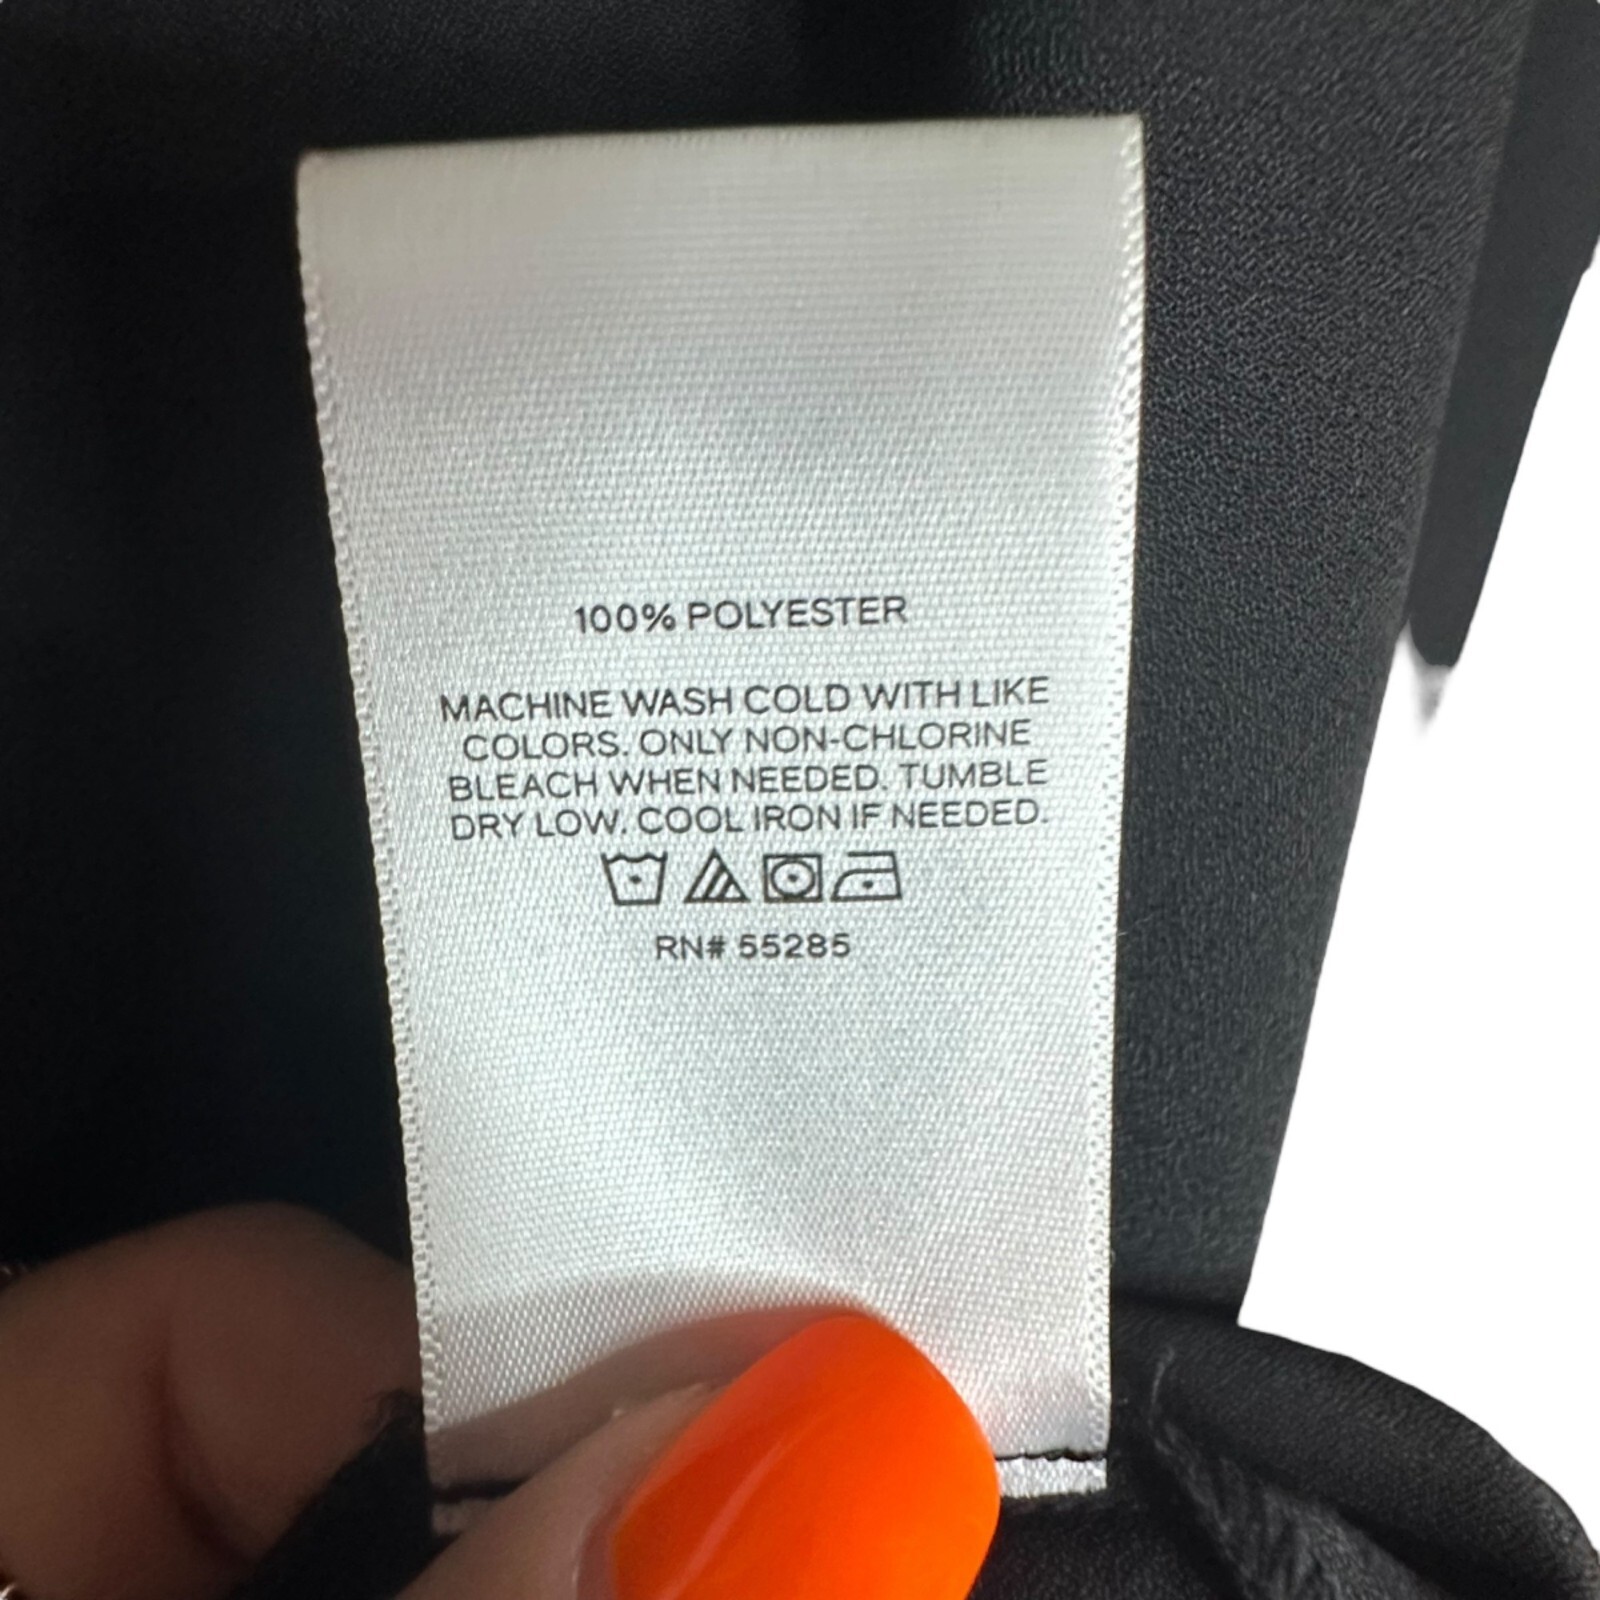 100% POLYESTER
MACHINE WASH COLD WITH LIKE
COLORS. ONLY NON-CHLORINE
BLEACH WHEN NEEDED. TUMBLE
DRY LOW. COOL IRON IF NEEDED.
RN# 55285